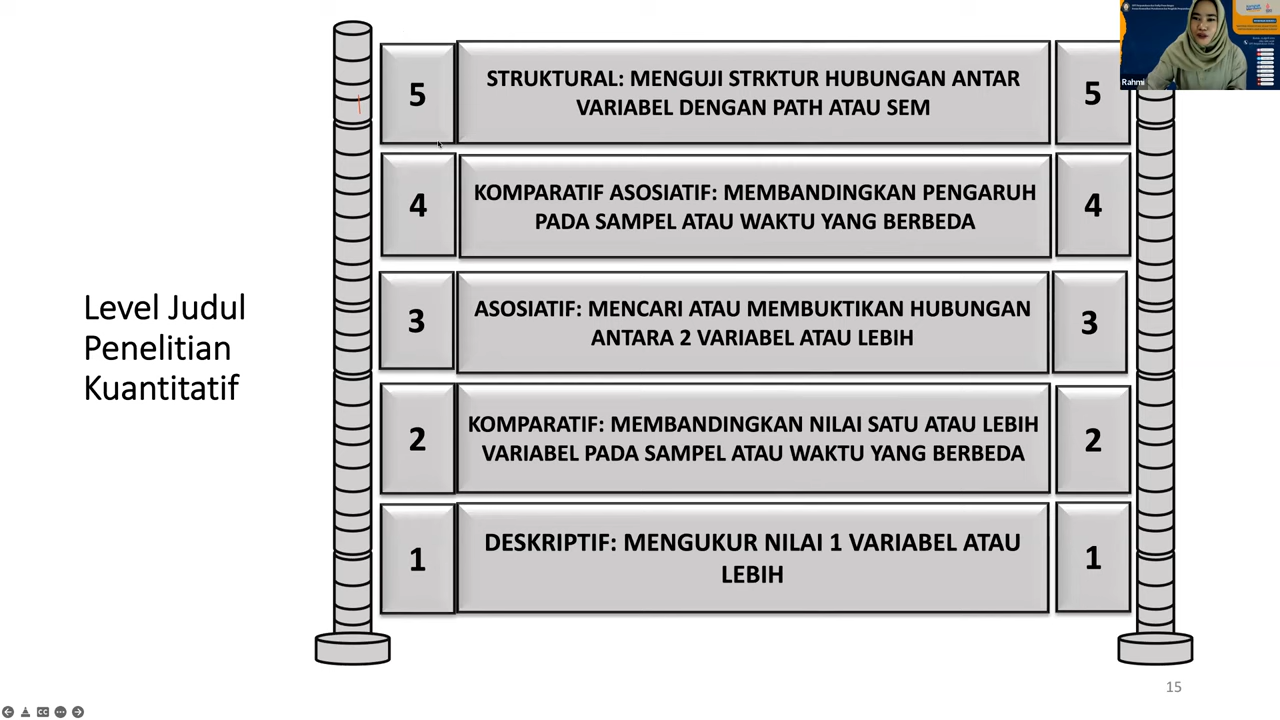 Level Judul
Penelitian
Kuantitatif
5
STRUKTURAL: MENGUJI STRKTUR HUBUNGAN ANTAR
VARIABEL DENGAN PATH ATAU SEM
5
4
KOMPARATIF ASOSIATIF: MEMBANDINGKAN PENGARUH
PADA SAMPEL ATAU WAKTU YANG BERBEDA
4
3
ASOSIATIF: MENCARI ATAU MEMBUKTIKAN HUBUNGAN
ANTARA 2 VARIABEL ATAU LEBIH
3
2
KOMPARATIF: MEMBANDINGKAN NILAI SATU ATAU LEBIH
VARIABEL PADA SAMPEL ATAU WAKTU YANG BERBEDA
2
1
DESKRIPTIF: MENGUKUR NILAI 1 VARIABEL ATAU
LEBIH
1
Rahmi
15
CC